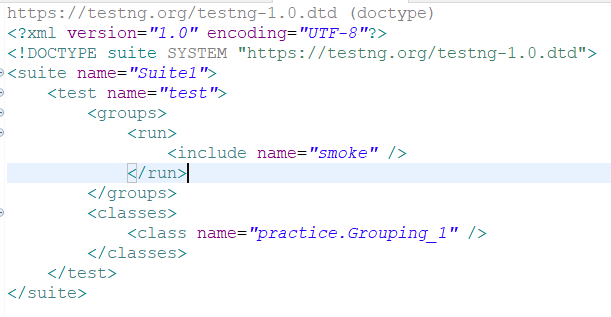 https://testng.org/testng-1.0.dtd (doctype)
<?xml version="1.0" encoding="UTF-8"?>
<!DOCTYPE suite SYSTEM "https://testng.org/testng-1.0.dtd">
<suite name="Suite1">
    <test name="test">
        <groups>
            <run>
                <include name="smoke" />
            </run>
        </groups>
        <classes>
            <class name="practice.Grouping_1" />
        </classes>
    </test>
</suite>